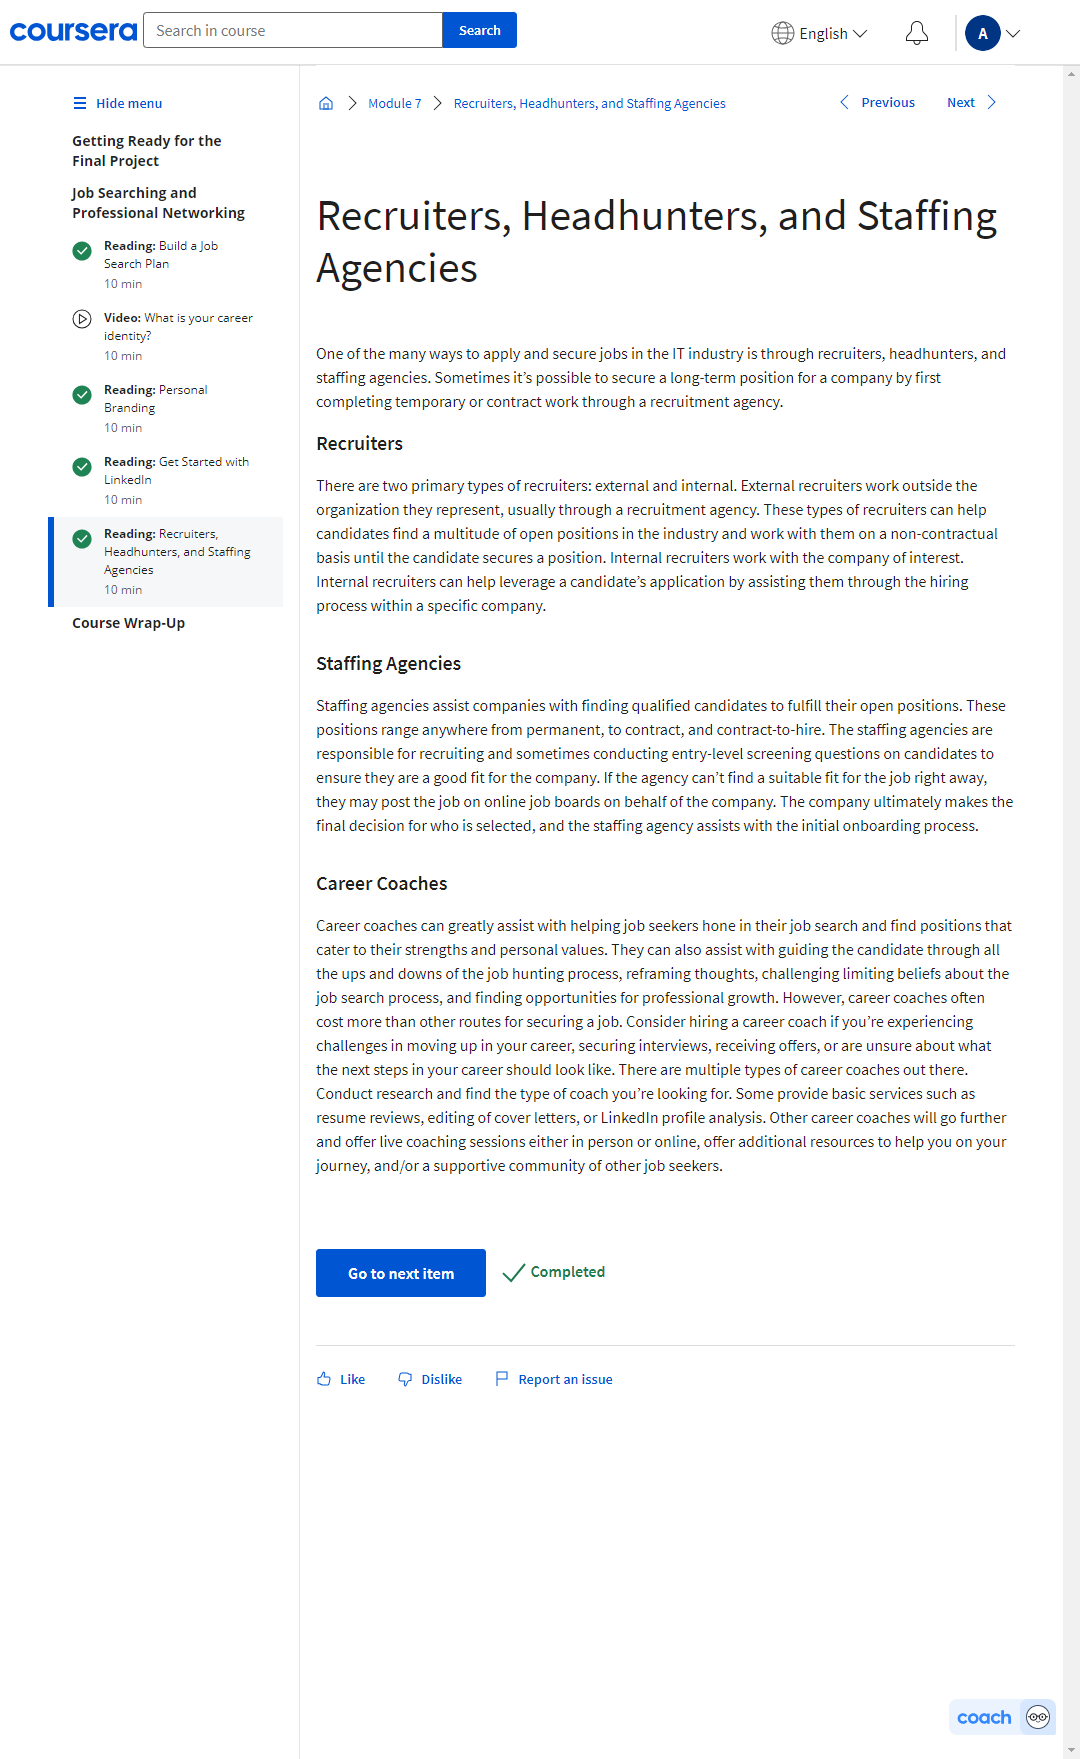 coursera
Search in course
Search
English
A
Hide menu
Getting Ready for the
Final Project
Job Searching and
Professional Networking
Reading: Build a Job
Search Plan
10 min
Video: What is your career
identity?
10 min
Reading: Personal
Branding
10 min
Reading: Get Started with
LinkedIn
10 min
Reading: Recruiters,
Headhunters, and Staffing
Agencies
10 min
Course Wrap-Up
Module 7
Recruiters, Headhunters, and Staffing Agencies
Previous
Next
Recruiters, Headhunters, and Staffing
Agencies
One of the many ways to apply and secure jobs in the IT industry is through recruiters, headhunters, and
staffing agencies. Sometimes it’s possible to secure a long-term position for a company by first
completing temporary or contract work through a recruitment agency.
Recruiters
There are two primary types of recruiters: external and internal. External recruiters work outside the
organization they represent, usually through a recruitment agency. These types of recruiters can help
candidates find a multitude of open positions in the industry and work with them on a non-contractual
basis until the candidate secures a position. Internal recruiters work with the company of interest.
Internal recruiters can help leverage a candidate’s application by assisting them through the hiring
process within a specific company.
Staffing Agencies
Staffing agencies assist companies with finding qualified candidates to fulfill their open positions. These
positions range anywhere from permanent, to contract, and contract-to-hire. The staffing agencies are
responsible for recruiting and sometimes conducting entry-level screening questions on candidates to
ensure they are a good fit for the company. If the agency can’t find a suitable fit for the job right away,
they may post the job on online job boards on behalf of the company. The company ultimately makes the
final decision for who is selected, and the staffing agency assists with the initial onboarding process.
Career Coaches
Career coaches can greatly assist with helping job seekers hone in their job search and find positions that
cater to their strengths and personal values. They can also assist with guiding the candidate through all
the ups and downs of the job hunting process, reframing thoughts, challenging limiting beliefs about the
job search process, and finding opportunities for professional growth. However, career coaches often
cost more than other routes for securing a job. Consider hiring a career coach if you’re experiencing
challenges in moving up in your career, securing interviews, receiving offers, or are unsure about what
the next steps in your career should look like. There are multiple types of career coaches out there.
Conduct research and find the type of coach you’re looking for. Some provide basic services such as
resume reviews, editing of cover letters, or LinkedIn profile analysis. Other career coaches will go further
and offer live coaching sessions either in person or online, offer additional resources to help you on your
journey, and/or a supportive community of other job seekers.
Go to next item
Completed
Like
Dislike
Report an issue
coach